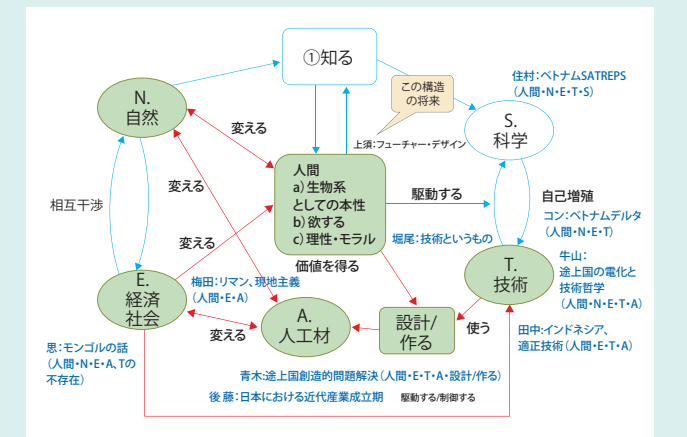 ①知る
この構造
の将来
住村：ベトナムSATREPS
（人間・N・E・T・S）
N.
自然
S.
科学
変える
上須：フューチャー・デザイン
人間
a）生物系
としての本性
b）欲する
c）理性・モラル
変える
駆動する
自己増殖
相互干渉
コン：ベトナムデルタ
（人間・N・E・T）
変える
堀尾：技術というもの
牛山：
途上国の電化と
技術哲学
（人間・N・E・T・A）
価値を得る
T.
技術
E.
経済
社会
梅田：リマン、現地主義
（人間・E・A）
A.
人工材
設計/
作る
使う
変える
田中:インドネシア、
適正技術（人間・E・T・A）
思：モンゴルの話
（人間・N・E・A、Tの
不存在）
青木:途上国創造的問題解決（人間・E・T・A・設計/作る）
後 藤：日本における近代産業成立期
駆動する/制御する